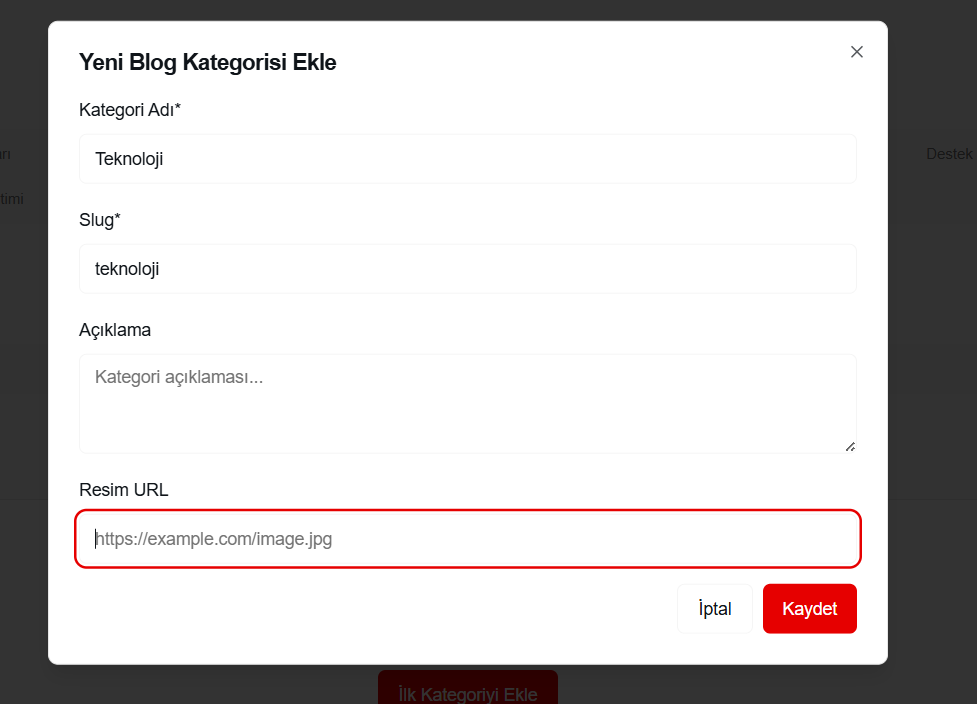 Yeni Blog Kategorisi Ekle
Kategori Adı*
Teknoloji
Slug*
teknoloji
Açıklama
Kategori açıklaması...
Resim URL
https://example.com/image.jpg
İptal
Kaydet
Destek
timi
İlk Kategoriyi Ekle